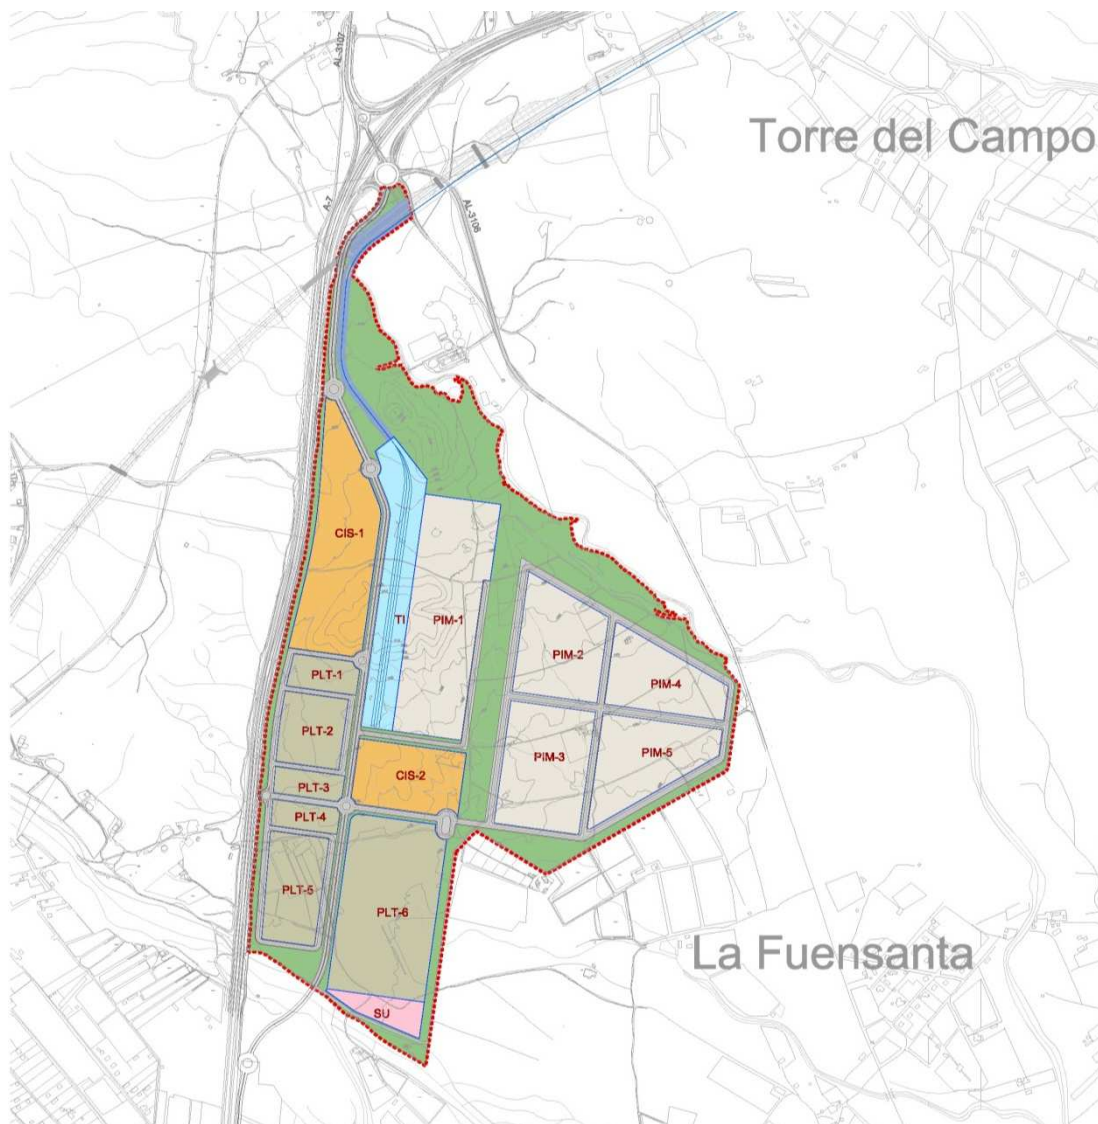 AL-3107
Torre del Campo
A-7
AL-3108
CIS-1
TI
PIM-1
PIM-2
PLT-1
PIM-4
PLT-2
PIM-3
PIM-5
CIS-2
PLT-3
PLT-4
PLT-5
PLT-6
La Fuensanta
SU